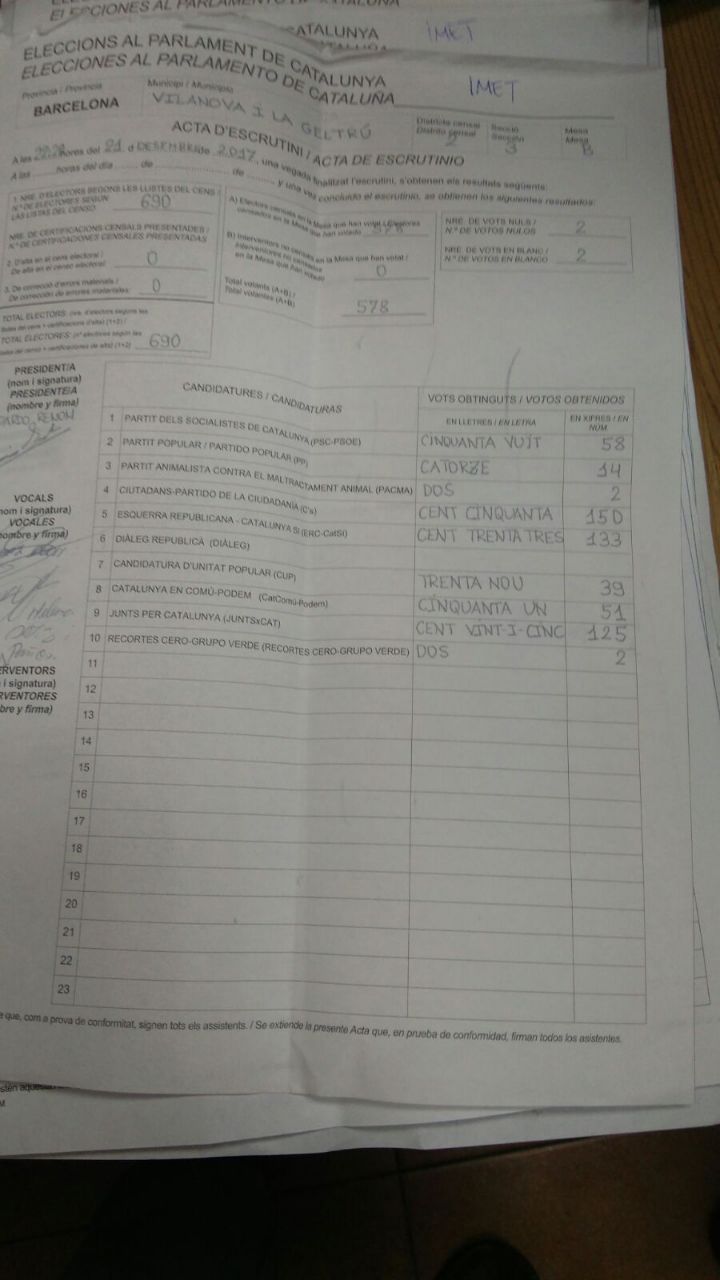 ELECCIONES AL PARLAMENTO DE CATALUÑA
CATALUNYA
IMET
ELECCIONS AL PARLAMENT DE CATALUNYA
ELECCIONES AL PARLAMENTO DE CATALUÑA
IMET
Província / Provincia
BARCELONA
Municipi / Municipio
VILANOVA I LA GELTRÚ
Districte censal
Distrito censal
2
Secció
Sección
3
Mesa
Mesa
B
ACTA D'ESCRUTINI / ACTA DE ESCRUTINIO
A les hores del 21 d DESEMBRE de 2017, una vegada finalitzat l'escrutini, s'obtenen els resultats següents:
A las ........ horas del día ........ de ........ de ........ y una vez concluido el escrutinio, se obtienen los siguientes resultados:
1. NRE. D'ELECTORS SEGONS LES LLISTES DEL CENS /
N.º DE ELECTORES SEGÚN
LAS LISTAS DEL CENSO
690
NRE. DE CERTIFICACIONS CENSALS PRESENTADES /
N.º DE CERTIFICACIONES CENSALES PRESENTADAS
2. D'alta en el cens electoral /
De alta en el censo electoral
0
3. De correcció d'errors materials /
De corrección de errores materiales
0
TOTAL ELECTORS: (nre. d'electors segons les
llistes del cens + certificacions d'alta) (1+2) /
TOTAL ELECTORES: (nº electores según las
listas del censo + certificaciones de alta) (1+2)
690
A) Electors censats en la Mesa que han votat / Electores
censados en la Mesa que han votado
578
B) Interventors no censats en la Mesa que han votat /
Interventores no censados
en la Mesa que han votado
0
Total votants (A+B) /
Total votantes (A+B)
578
NRE. DE VOTS NULS /
N.º DE VOTOS NULOS
2
NRE. DE VOTS EN BLANC /
N.º DE VOTOS EN BLANCO
2
PRESIDENT/A
(nom i signatura)
PRESIDENTE/A
(nombre y firma)
VOCALS
nom i signatura)
VOCALES
ombre y firma)
ERVENTORS
i signatura)
RVENTORES
bre y firma)
CANDIDATURES / CANDIDATURAS
VOTS OBTINGUTS / VOTOS OBTENIDOS
EN LLETRES / EN LETRA
EN XIFRES / EN NÚM
1 PARTIT DELS SOCIALISTES DE CATALUNYA (PSC-PSOE) CINQUANTA VUIT 58
2 PARTIT POPULAR / PARTIDO POPULAR (PP) CATORZE 14
3 PARTIT ANIMALISTA CONTRA EL MALTRACTAMENT ANIMAL (PACMA) DOS 2
4 CIUTADANS-PARTIDO DE LA CIUDADANÍA (C's) CENT CINQUANTA 150
5 ESQUERRA REPUBLICANA - CATALUNYA SÍ (ERC-CatSí) CENT TRENTA TRES 133
6 DIÀLEG REPUBLICÀ (DIÀLEG)
7 CANDIDATURA D'UNITAT POPULAR (CUP) TRENTA NOU 39
8 CATALUNYA EN COMÚ-PODEM (CatComú-Podem) CINQUANTA UN 51
9 JUNTS PER CATALUNYA (JUNTSxCAT) CENT VINT-I-CINC 125
10 RECORTES CERO-GRUPO VERDE (RECORTES CERO-GRUPO VERDE) DOS 2
11
12
13
14
15
16
17
18
19
20
21
22
23
que, com a prova de conformitat, signen tots els assistents. / Se extiende la presente Acta que, en prueba de conformidad, firman todos los asistentes.